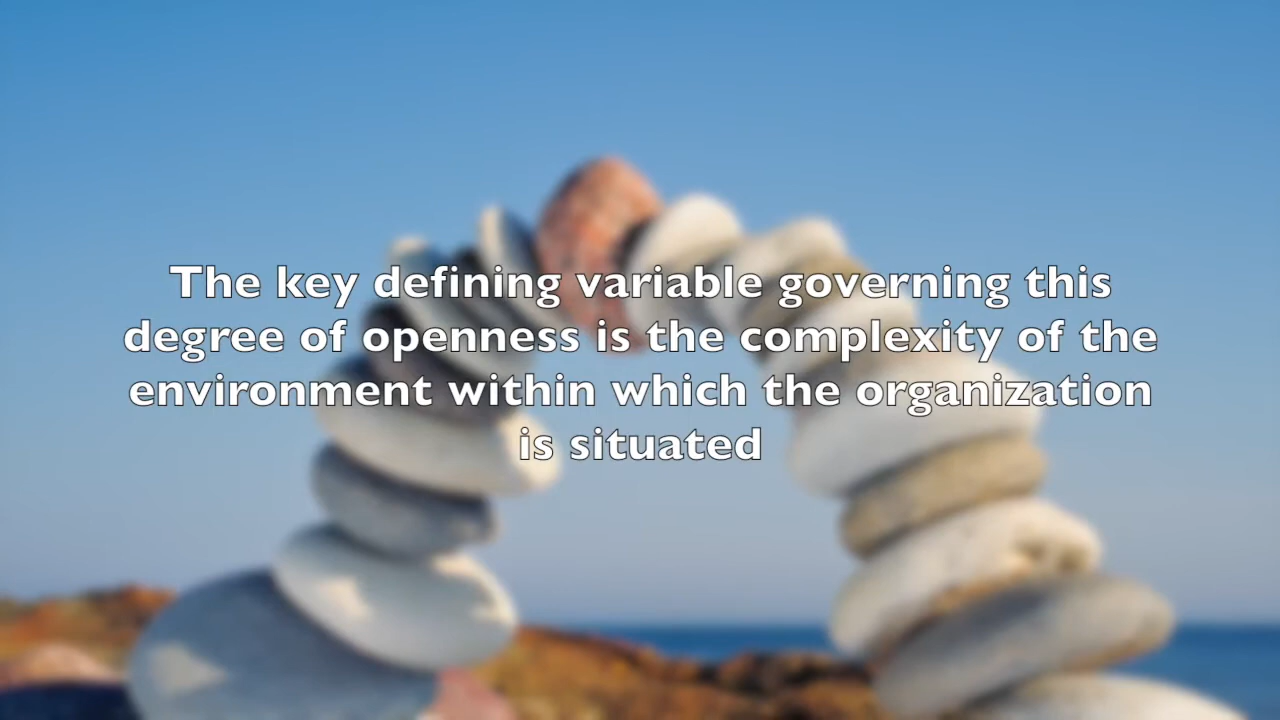 The key defining variable governing this
degree of openness is the complexity of the
environment within which the organization
is situated